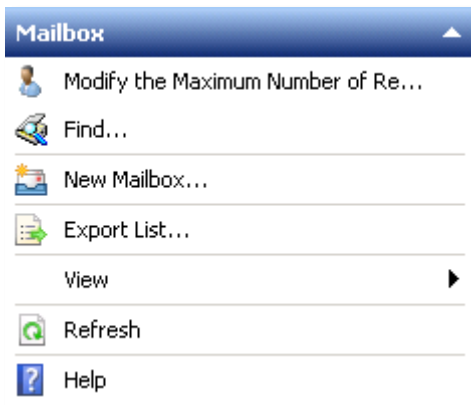 Mailbox
Modify the Maximum Number of Re...
Find...
New Mailbox...
Export List...
View
Refresh
? Help